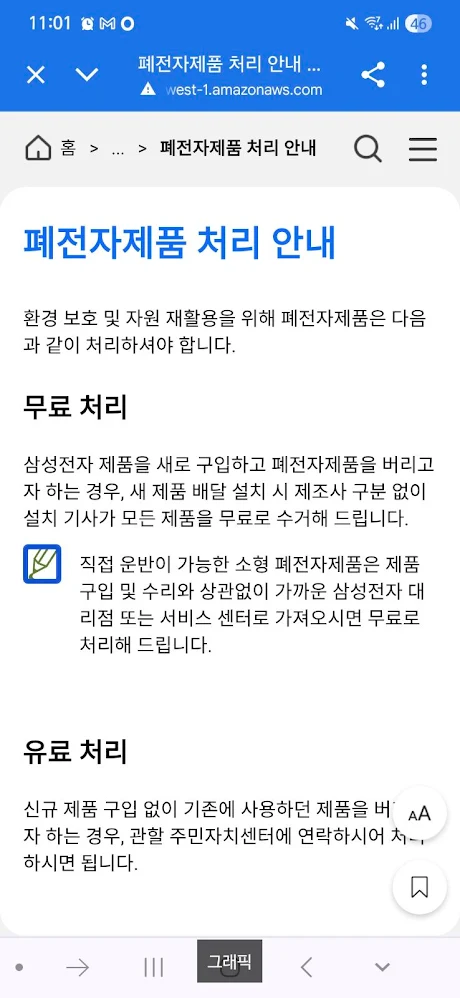 11:01
46
폐전자제품 처리 안내 ...
west-1.amazonaws.com
홈 > ... > 폐전자제품 처리 안내
폐전자제품 처리 안내
환경 보호 및 자원 재활용을 위해 폐전자제품은 다음
과 같이 처리하셔야 합니다.
무료 처리
삼성전자 제품을 새로 구입하고 폐전자제품을 버리고
자 하는 경우, 새 제품 배달 설치 시 제조사 구분 없이
설치 기사가 모든 제품을 무료로 수거해 드립니다.
직접 운반이 가능한 소형 폐전자제품은 제품
구입 및 수리와 상관없이 가까운 삼성전자 대
리점 또는 서비스 센터로 가져오시면 무료로
처리해 드립니다.
유료 처리
신규 제품 구입 없이 기존에 사용하던 제품을 버
자 하는 경우, 관할 주민자치센터에 연락하시어 처리
하시면 됩니다.
AA
그래픽